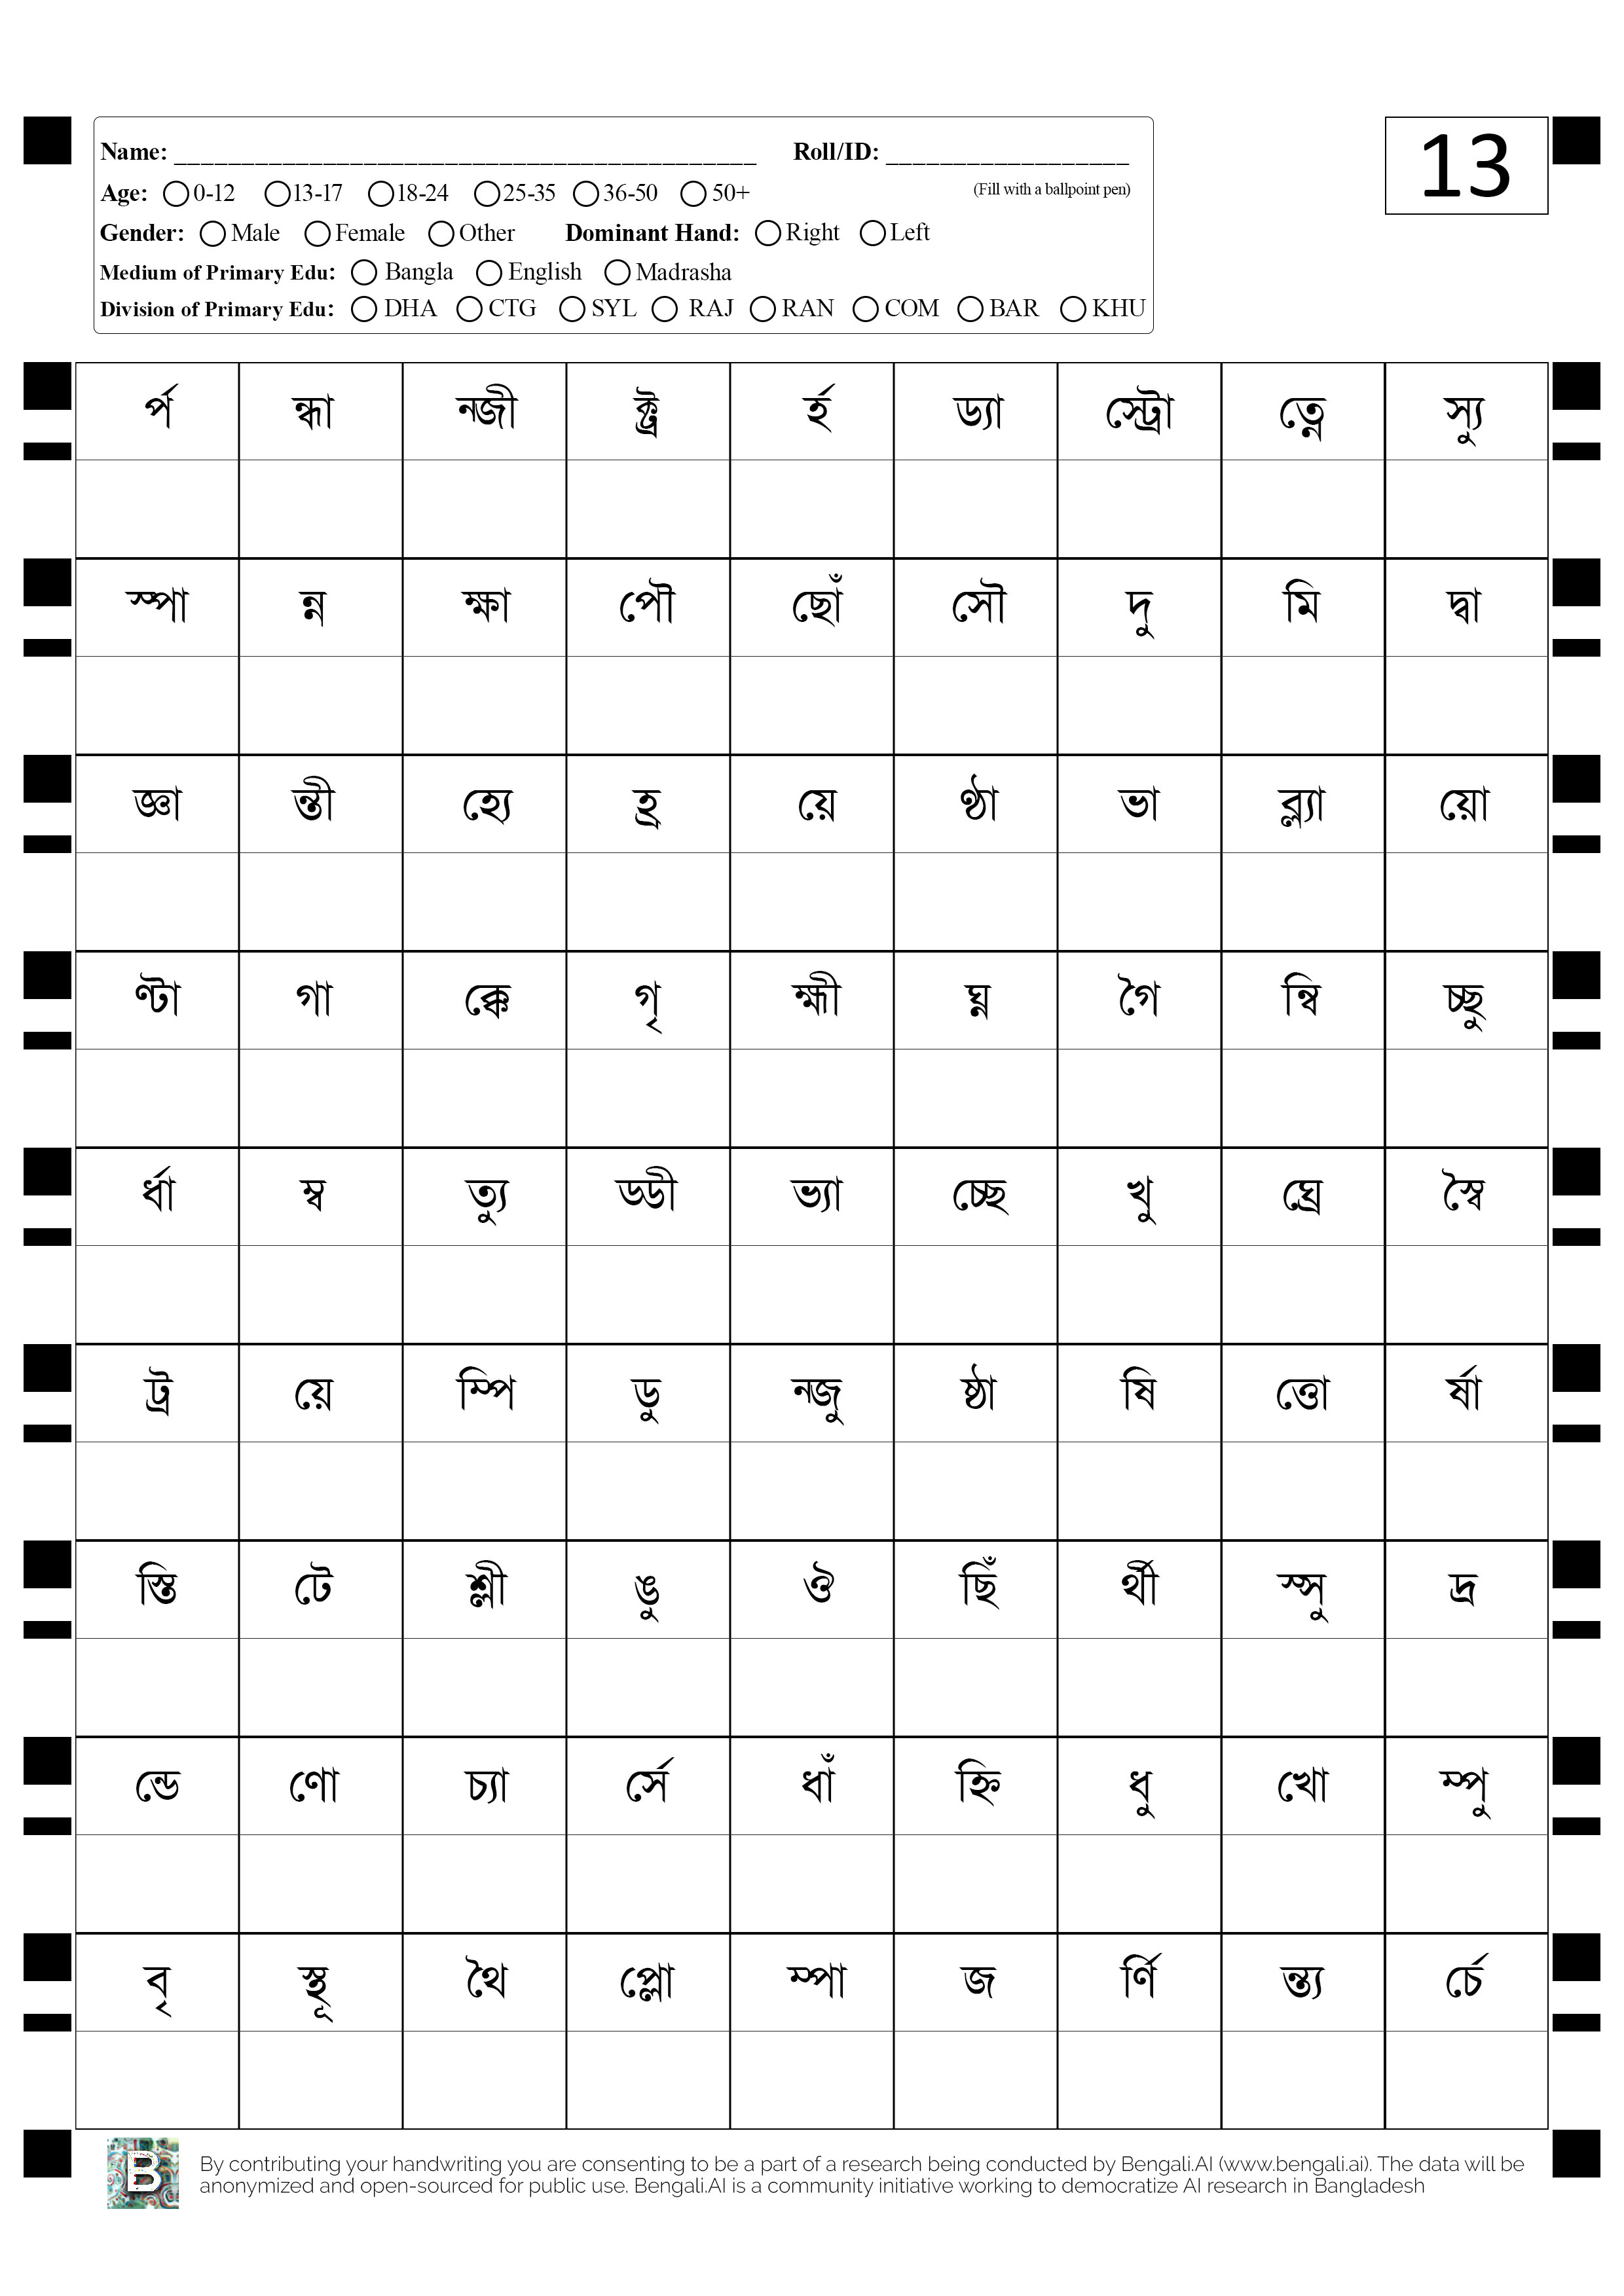 Name: ___________________________________________ Roll/ID: __________________
13
Age: 0-12 13-17 18-24 25-35 36-50 50+ (Fill with a ballpoint pen)
Gender: Male Female Other Dominant Hand: Right Left
Medium of Primary Edu: Bangla English Madrasha
Division of Primary Edu: DHA CTG SYL RAJ RAN COM BAR KHU
র্প ন্ধা ন্জী ক্ট্র র্হ ড্যা স্ট্রো ত্নে স্যু
স্পা ন্ন ক্ষা পৌ ছোঁ সৌ দু মি দ্বা
জ্ঞা ন্তী হ্যে হ্র য়ে ণ্ঠা ভা ব্ল্যা য়ো
ণ্টা গা ক্কে গৃ হ্মী ঘ্ন গৈ ন্বি চ্ছু
র্ধা ম্ব ত্যু ড্ডী ভ্যা চ্ছে খু ঘ্রে স্বৈ
ট্র য়ে ম্পি ডু ন্জু ষ্ঠা ষি ত্তো র্ষা
স্তি টে শ্লী ঙু ঔ ছিঁ র্থী স্সু দ্র
ন্ডে ণো চ্যা র্সে ধাঁ হ্নি ধু খো ম্পু
বৃ স্থূ থৈ প্লো ম্পা জ র্ণি ন্ত্য র্চে
B By contributing your handwriting you are consenting to be a part of a research being conducted by Bengali.AI (www.bengali.ai). The data will be
anonymized and open-sourced for public use. Bengali.AI is a community initiative working to democratize AI research in Bangladesh